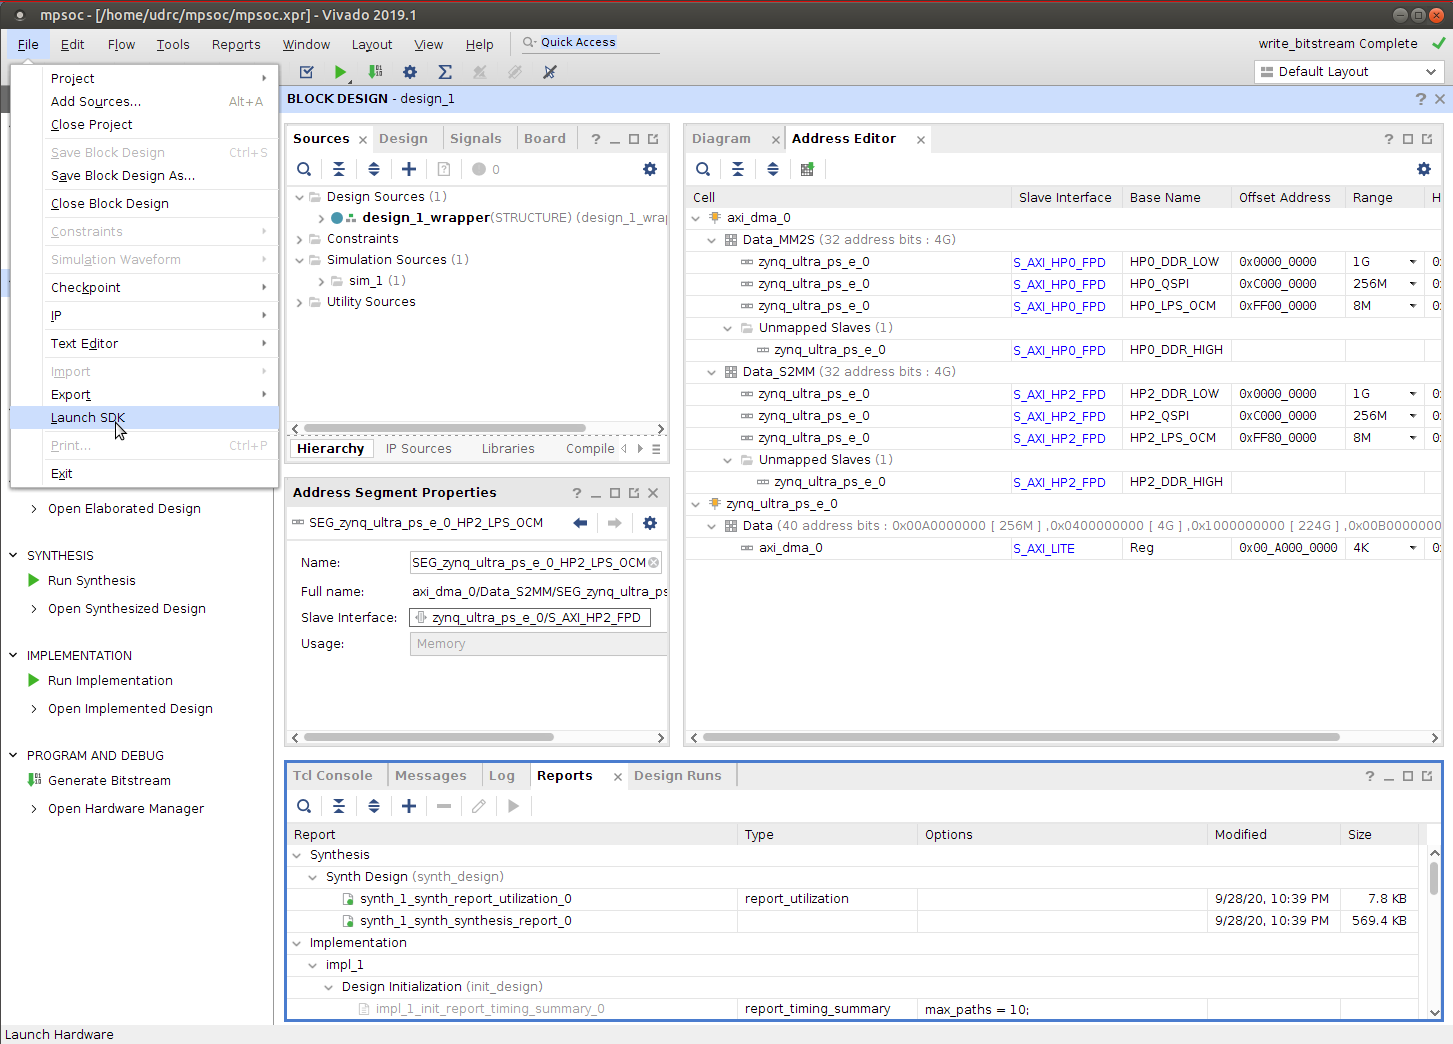 mpsoc - [/home/udrc/mpsoc/mpsoc.xpr] - Vivado 2019.1
File Edit Flow Tools Reports Window Layout View Help Quick Access write_bitstream Complete
Default Layout
Project
Add Sources... Alt+A
Close Project
Save Block Design Ctrl+S
Save Block Design As...
Close Block Design
Constraints
Simulation Waveform
Checkpoint
IP
Text Editor
Import
Export
Launch SDK
Print... Ctrl+P
Exit
Open Elaborated Design
SYNTHESIS
Run Synthesis
Open Synthesized Design
IMPLEMENTATION
Run Implementation
Open Implemented Design
PROGRAM AND DEBUG
Generate Bitstream
Open Hardware Manager
BLOCK DESIGN - design_1
Sources Design Signals Board
0
Design Sources (1)
design_1_wrapper(STRUCTURE) (design_1_wrap
Constraints
Simulation Sources (1)
sim_1 (1)
Utility Sources
Hierarchy IP Sources Libraries Compile
Address Segment Properties
SEG_zynq_ultra_ps_e_0_HP2_LPS_OCM
Name: SEG_zynq_ultra_ps_e_0_HP2_LPS_OCM
Full name: axi_dma_0/Data_S2MM/SEG_zynq_ultra_ps
Slave Interface: zynq_ultra_ps_e_0/S_AXI_HP2_FPD
Usage: Memory
Diagram Address Editor
Cell Slave Interface Base Name Offset Address Range H
axi_dma_0
Data_MM2S (32 address bits : 4G)
zynq_ultra_ps_e_0 S_AXI_HP0_FPD HP0_DDR_LOW 0x0000_0000 1G 0:
zynq_ultra_ps_e_0 S_AXI_HP0_FPD HP0_QSPI 0xC000_0000 256M 0:
zynq_ultra_ps_e_0 S_AXI_HP0_FPD HP0_LPS_OCM 0xFF00_0000 8M 0:
Unmapped Slaves (1)
zynq_ultra_ps_e_0 S_AXI_HP0_FPD HP0_DDR_HIGH
Data_S2MM (32 address bits : 4G)
zynq_ultra_ps_e_0 S_AXI_HP2_FPD HP2_DDR_LOW 0x0000_0000 1G 0:
zynq_ultra_ps_e_0 S_AXI_HP2_FPD HP2_QSPI 0xC000_0000 256M 0:
zynq_ultra_ps_e_0 S_AXI_HP2_FPD HP2_LPS_OCM 0xFF80_0000 8M 0:
Unmapped Slaves (1)
zynq_ultra_ps_e_0 S_AXI_HP2_FPD HP2_DDR_HIGH
zynq_ultra_ps_e_0
Data (40 address bits : 0x00A0000000 [ 256M ] ,0x0400000000 [ 4G ] ,0x1000000000 [ 224G ] ,0x00B0000000
axi_dma_0 S_AXI_LITE Reg 0x00_A000_0000 4K 0:
Tcl Console Messages Log Reports Design Runs
Report Type Options Modified Size
Synthesis
Synth Design (synth_design)
synth_1_synth_report_utilization_0 report_utilization 9/28/20, 10:39 PM 7.8 KB
synth_1_synth_synthesis_report_0 9/28/20, 10:39 PM 569.4 KB
Implementation
impl_1
Design Initialization (init_design)
impl_1_init_report_timing_summary_0 report_timing_summary max_paths = 10;
Launch Hardware